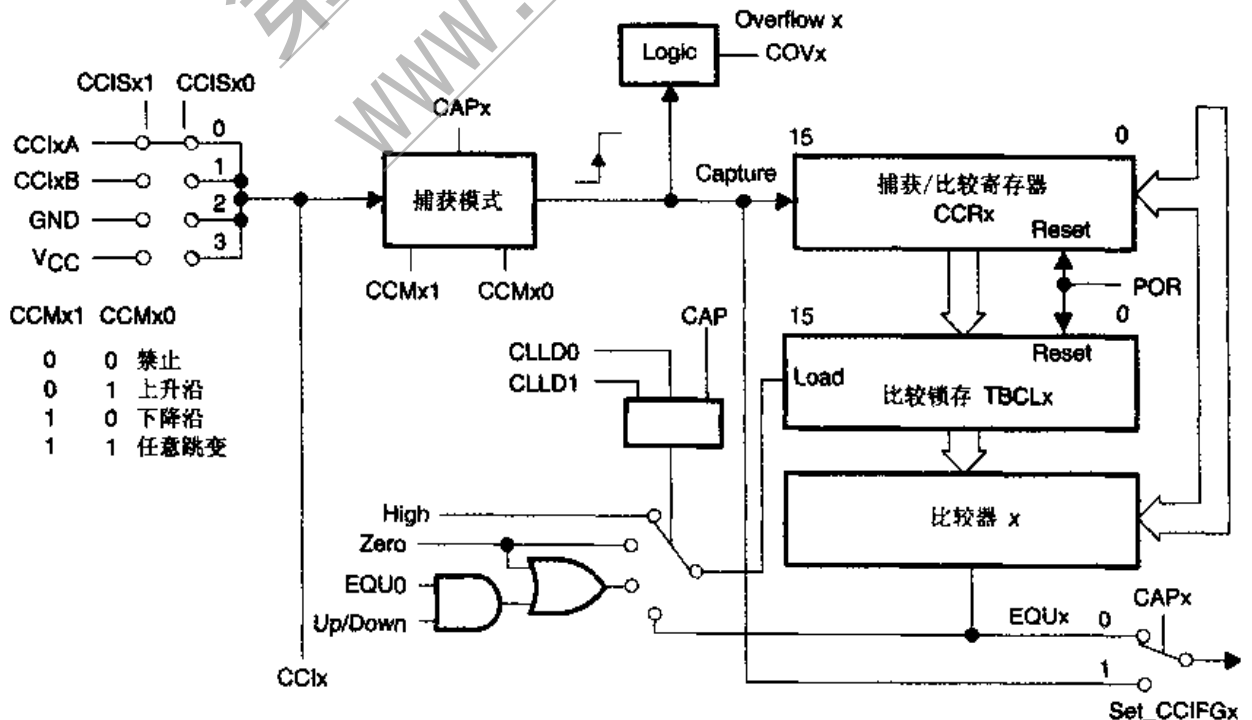 第
WWW.
Overflow x
Logic
COVx
CCISx1 CCISx0
CCIxA
0
CCIxB
1
GND
2
VCC
3
CAPx
捕获模式
CCMx1 CCMx0
Capture
15 0
捕获/比较寄存器
CCRx
Reset
POR
CCMx1 CCMx0
0 0 禁止
0 1 上升沿
1 0 下降沿
1 1 任意跳变
CLLD0
CLLD1
CAP
15 0
Reset
Load
比较锁存 TBCLx
比较器 x
High
Zero
EQU0
Up/Down
CCIx
EQUx
0
CAPx
1
Set_CCIFGx